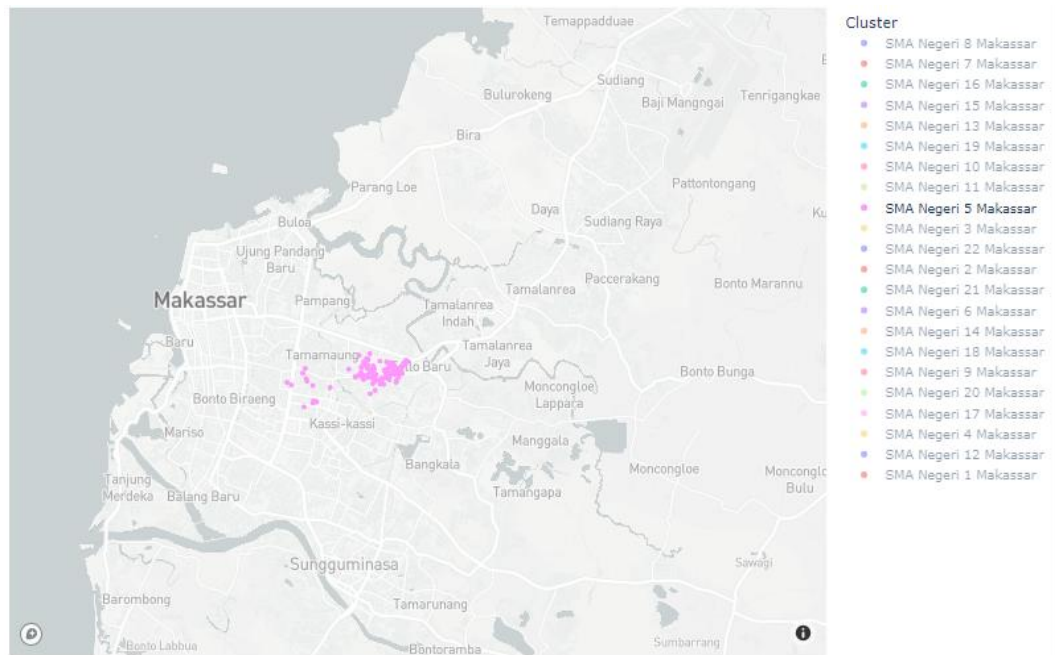 Temappadduae
Cluster
SMA Negeri 8 Makassar
SMA Negeri 7 Makassar
SMA Negeri 16 Makassar
SMA Negeri 15 Makassar
SMA Negeri 13 Makassar
SMA Negeri 19 Makassar
SMA Negeri 10 Makassar
SMA Negeri 11 Makassar
SMA Negeri 5 Makassar
SMA Negeri 3 Makassar
SMA Negeri 22 Makassar
SMA Negeri 2 Makassar
SMA Negeri 21 Makassar
SMA Negeri 6 Makassar
SMA Negeri 14 Makassar
SMA Negeri 18 Makassar
SMA Negeri 9 Makassar
SMA Negeri 20 Makassar
SMA Negeri 17 Makassar
SMA Negeri 4 Makassar
SMA Negeri 12 Makassar
SMA Negeri 1 Makassar
Sudiang
Bulurokeng
Baji Mangngai
Tenrigangkae
Bira
Parang Loe
Pattontongang
Daya
Sudiang Raya
Ku
Buloa
Ujung Pandang
Baru
Paccerakang
Tamalanrea
Bonto Marannu
Makassar
Pampang
Tamalanrea
Indah
Baru
Tamalanrea
Jaya
Tamamaung
Baru
Bonto Bunga
Moncongloe
Lappara
Bonto Biraeng
Kassi-kassi
Mariso
Manggala
Bangkala
Moncongloe
Bulu
Moncongloe
Tanjung
Merdeka
Balang Baru
Tamangapa
Sungguminasa
Sawagi
Barombong
Tamarunang
Bonto Labbua
Bontoramba
Sumbarrang